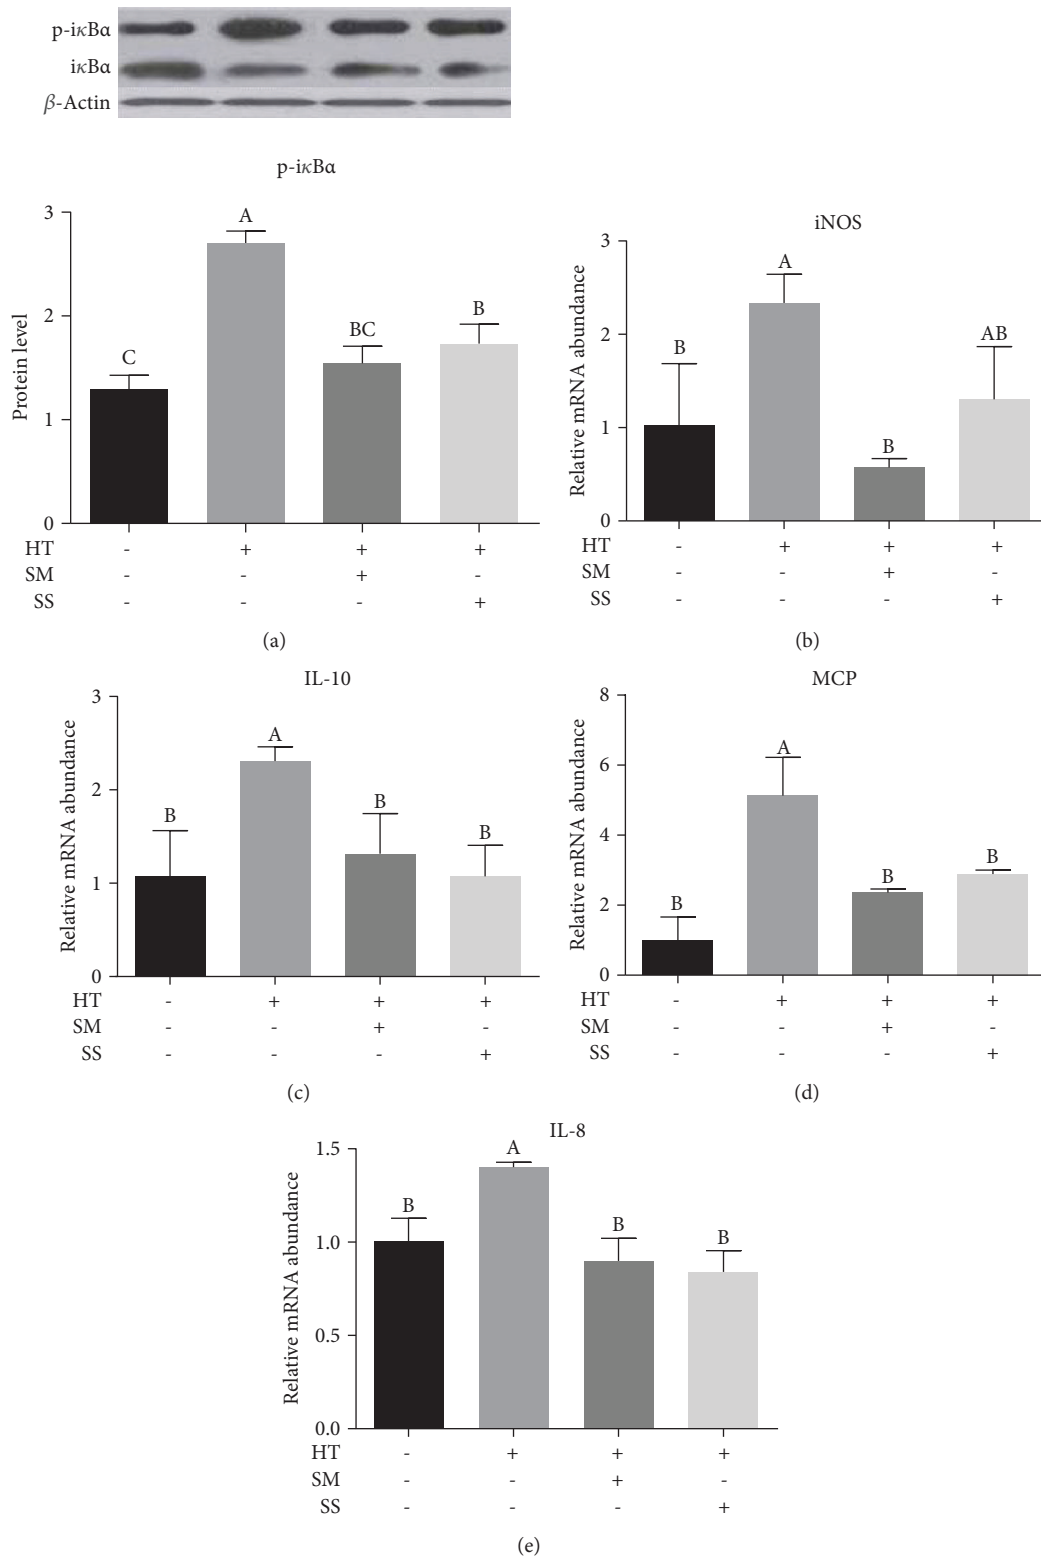 p-iκBα
iκBα
β-Actin
p-iκBα
Protein level
3
2
1
0
C
A
BC
B
HT - + + +
SM - - + -
SS - - - +
(a)
iNOS
Relative mRNA abundance
3
2
1
0
B
A
B
AB
HT - + + +
SM - - + -
SS - - - +
(b)
IL-10
Relative mRNA abundance
3
2
1
0
B
A
B
B
HT - + + +
SM - - + -
SS - - - +
(c)
MCP
Relative mRNA abundance
8
6
4
2
0
B
A
B
B
HT - + + +
SM - - + -
SS - - - +
(d)
IL-8
Relative mRNA abundance
1.5
1.0
0.5
0.0
B
A
B
B
HT - + + +
SM - - + -
SS - - - +
(e)